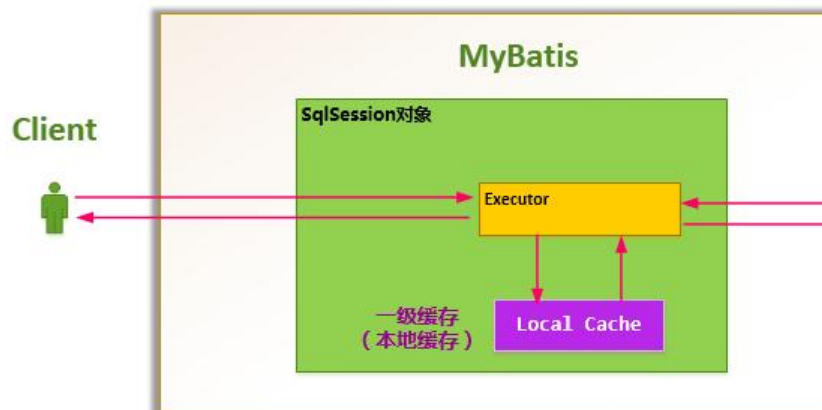 MyBatis
SqlSession对象
Client
Executor
一级缓存
（本地缓存）
Local Cache